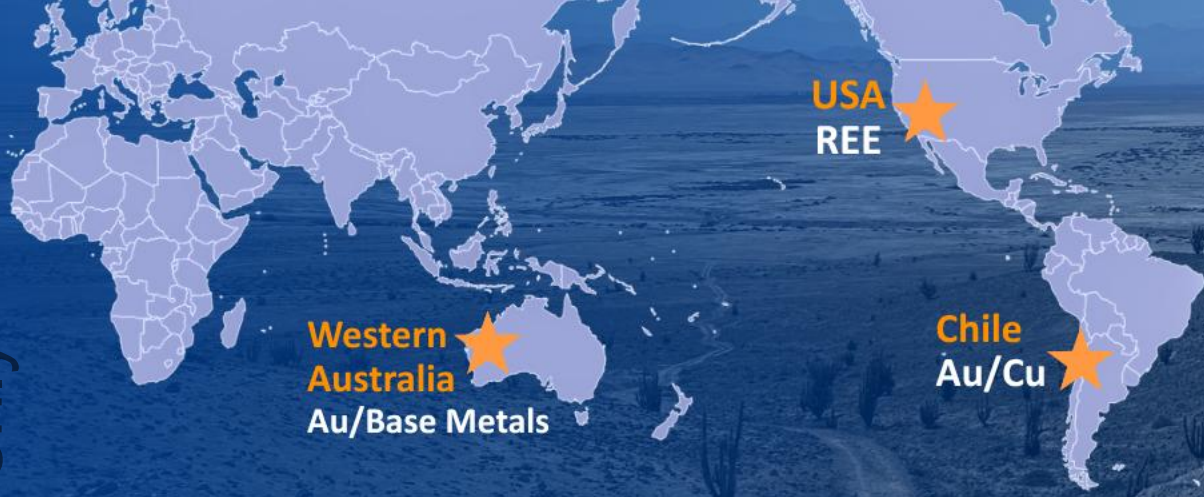 USA
REE
Western
Australia
Au/Base Metals
Chile
Au/Cu